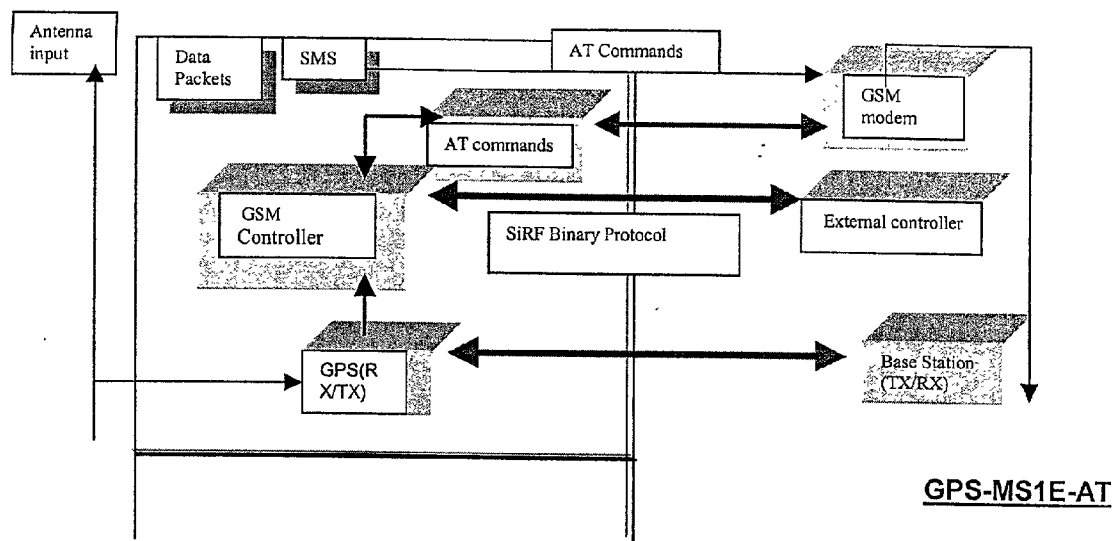 Antenna
input
Data
Packets
SMS
AT Commands
GSM
modem
AT commands
GSM
Controller
SiRF Binary Protocol
External controller
GPS(R
X/TX)
Base Station
(TX/RX)
GPS-MS1E-AT